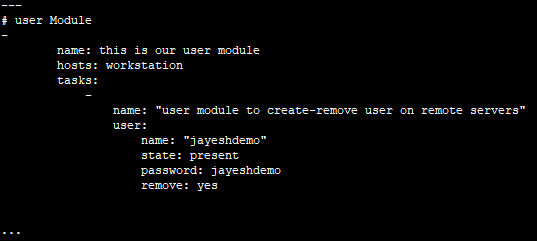 ---
# user Module
-
        name: this is our user module
        hosts: workstation
        tasks:
            -
                name: "user module to create-remove user on remote servers"
                user:
                    name: "jayeshdemo"
                    state: present
                    password: jayeshdemo
                    remove: yes
...